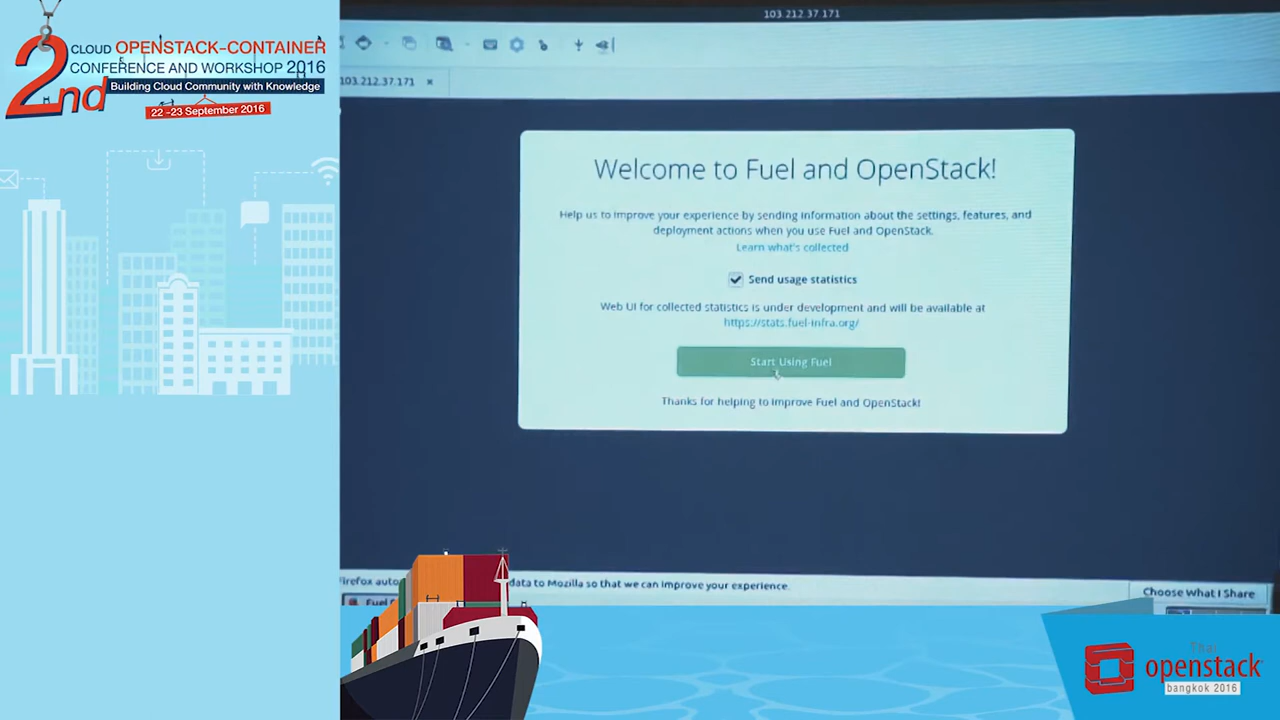 2nd
CLOUD OPENSTACK-CONTAINER
CONFERENCE AND WORKSHOP 2016
Building Cloud Community with Knowledge
22 -23 September 2016
103.212.37.171
103.212.37.171
Welcome to Fuel and OpenStack!
Help us to improve your experience by sending information about the settings, features, and
deployment actions when you use Fuel and OpenStack.
Learn what's collected
Send usage statistics
Web UI for collected statistics is under development and will be available at
https://stats.fuel-infra.org/
Start Using Fuel
Thanks for helping to improve Fuel and OpenStack!
Firefox auto
data to Mozilla so that we can improve your experience.
Choose What I Share
Fuel
Thai
openstack
bangkok 2016